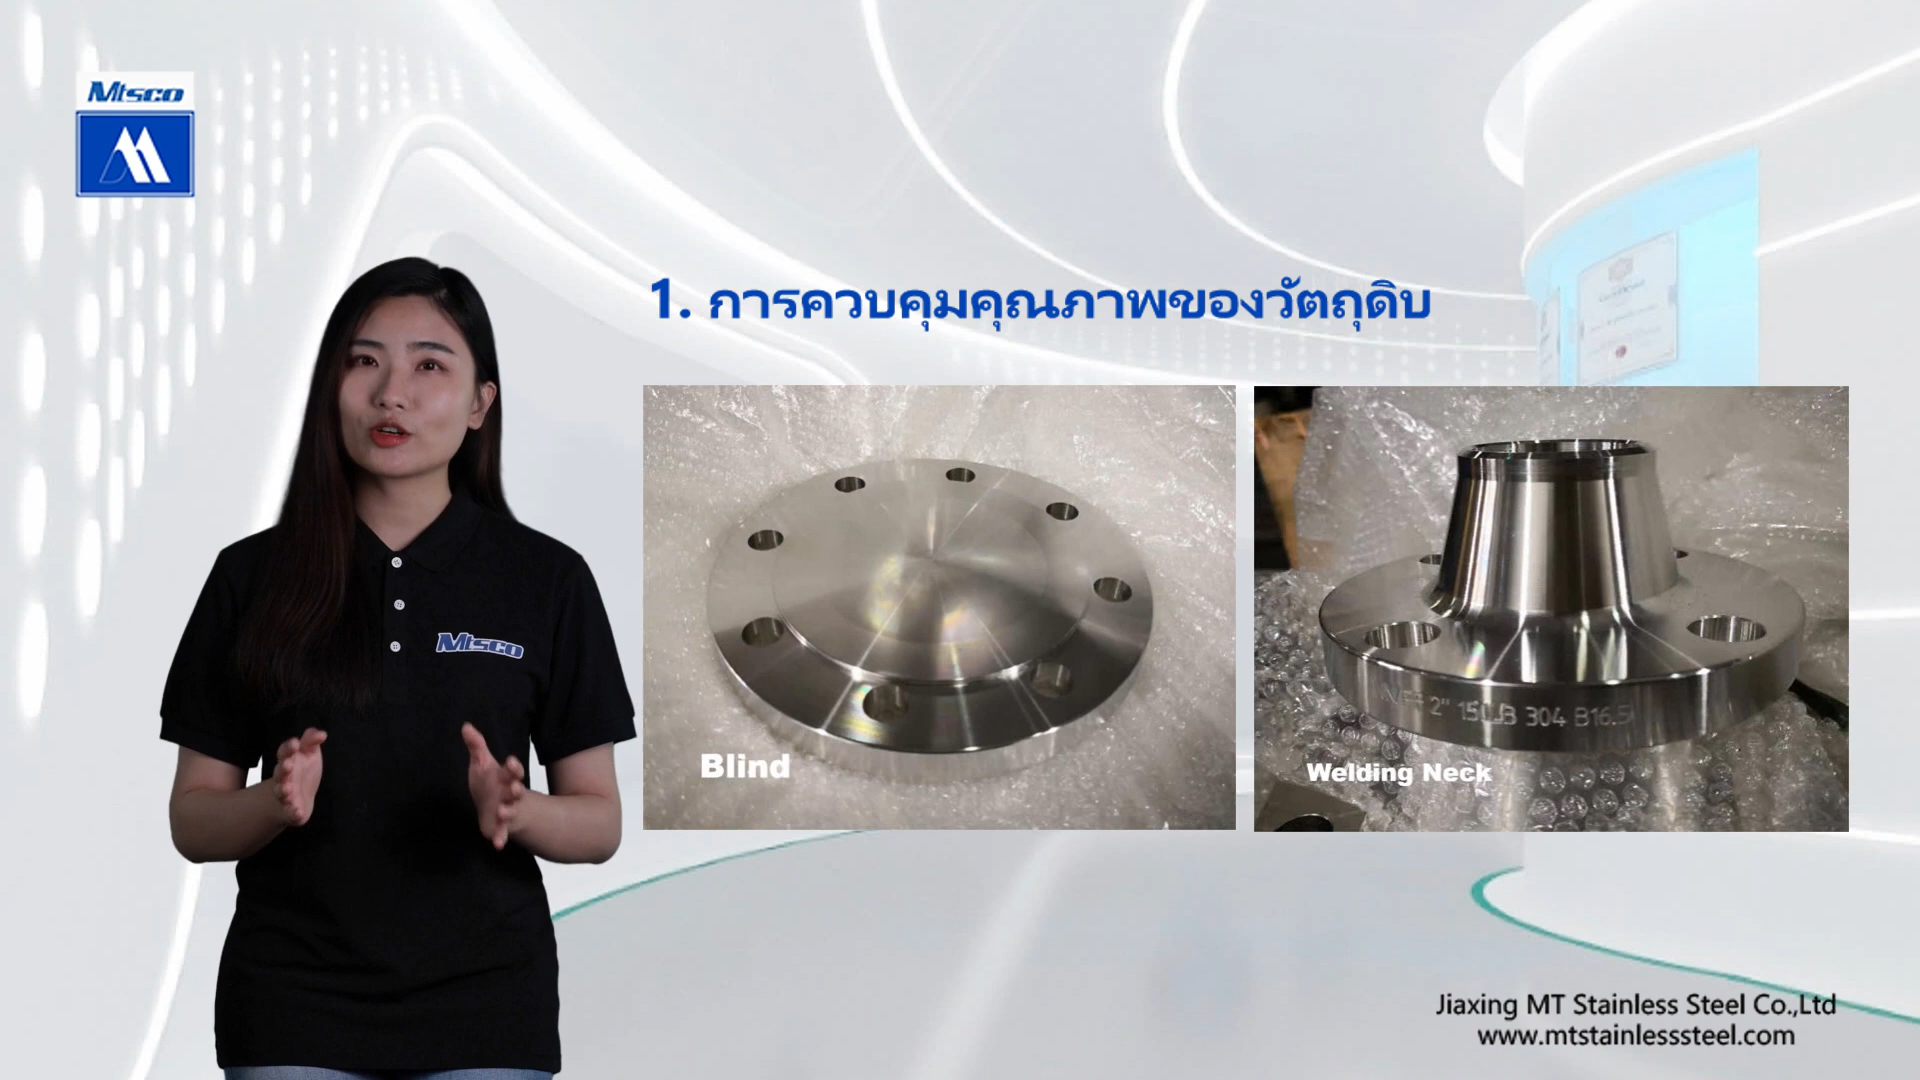 Mtsco
1. การควบคุมคุณภาพของวัตถุดิบ
Mtsco
Blind
2" 150LB 304 B16.5
Welding Neck
Jiaxing MT Stainless Steel Co.,Ltd
www.mtstainlesssteel.com